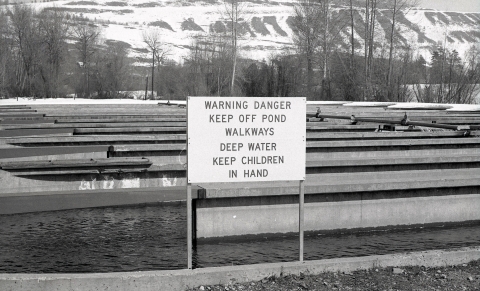 WARNING DANGER
KEEP OFF POND
WALKWAYS
DEEP WATER
KEEP CHILDREN
IN HAND